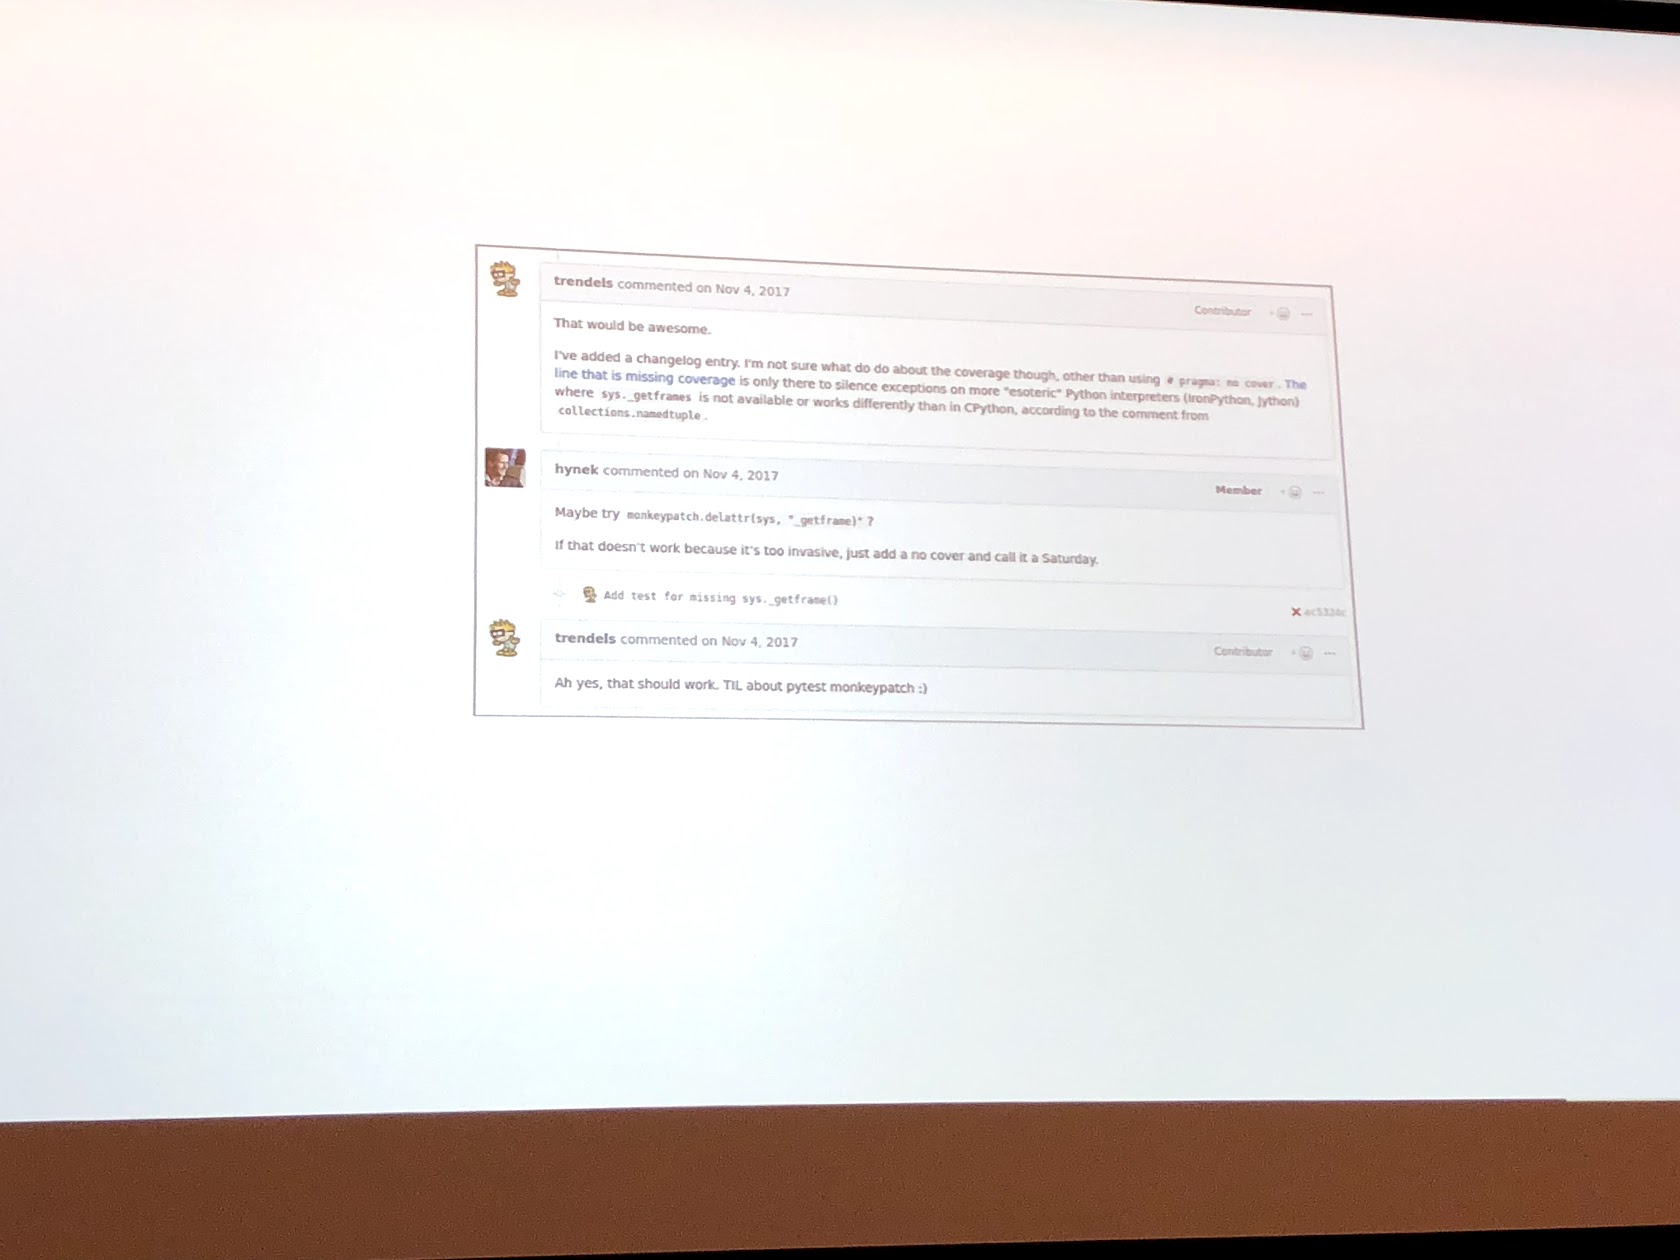 trendels commented on Nov 4, 2017
Contributor
That would be awesome.
I've added a changelog entry. I'm not sure what do do about the coverage though, other than using # pragma: no cover. The
line that is missing coverage is only there to silence exceptions on more "esoteric" Python interpreters (IronPython, Jython)
where sys._getframes is not available or works differently than in CPython, according to the comment from
collections.namedtuple.
hynek commented on Nov 4, 2017
Member
Maybe try monkeypatch.delattr(sys, "_getframe)" ?
If that doesn't work because it's too invasive, just add a no cover and call it a Saturday.
Add test for missing sys._getframe()
trendels commented on Nov 4, 2017
Contributor
Ah yes, that should work. TIL about pytest monkeypatch :)